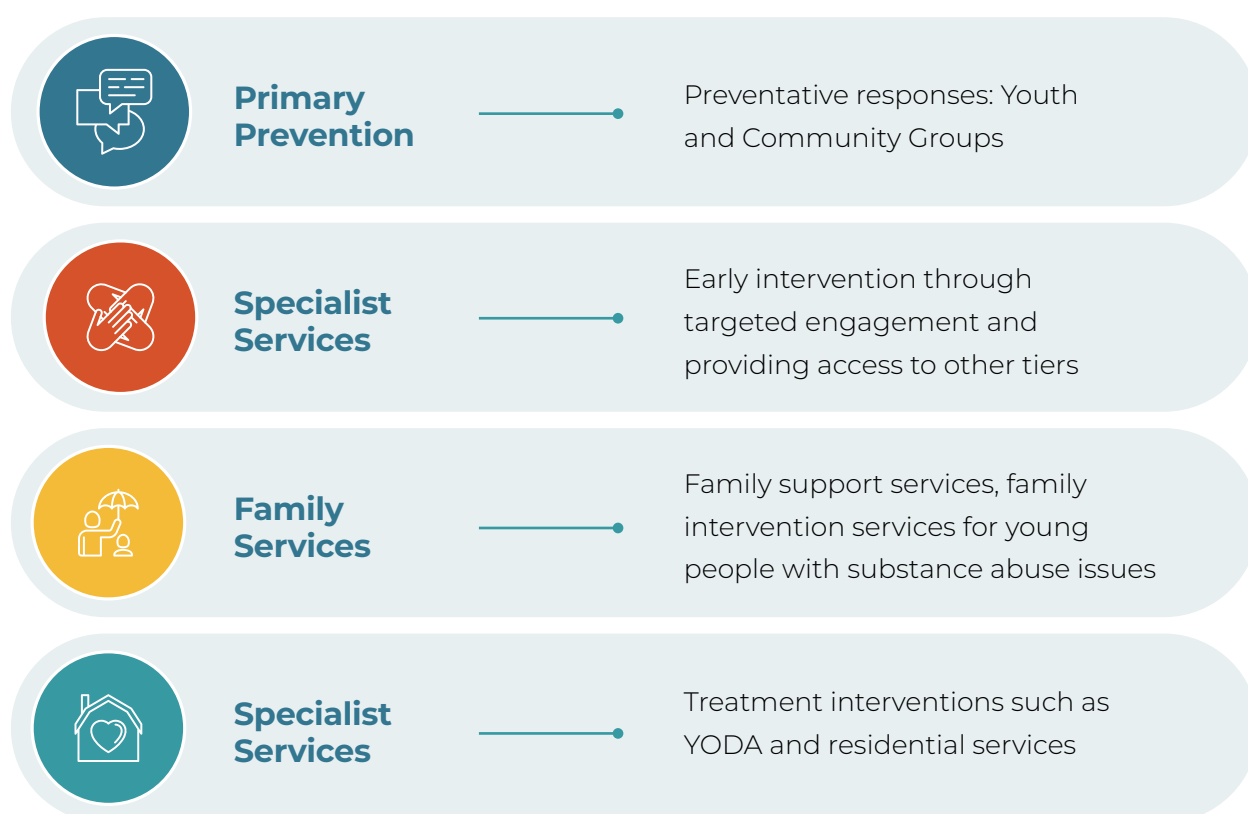 Primary
Prevention
Preventative responses: Youth
and Community Groups
Specialist
Services
Early intervention through
targeted engagement and
providing access to other tiers
Family
Services
Family support services, family
intervention services for young
people with substance abuse issues
Specialist
Services
Treatment interventions such as
YODA and residential services